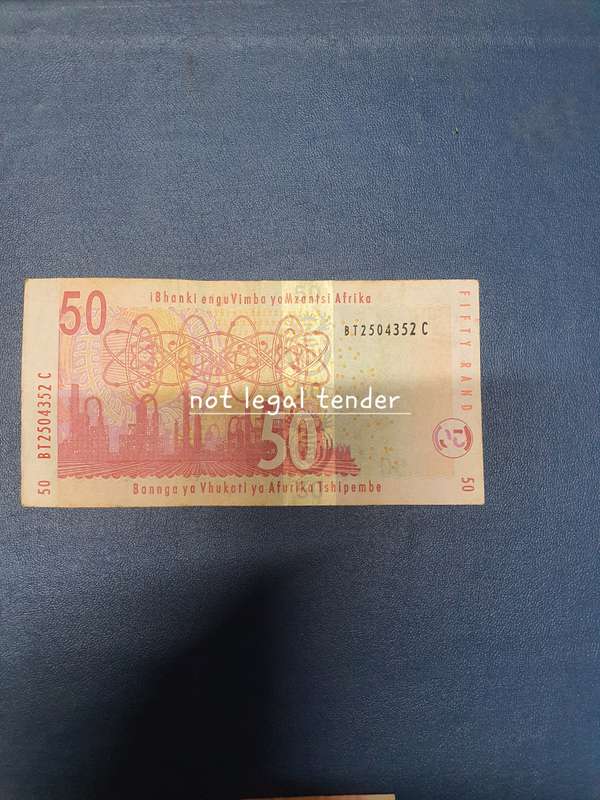 50
iBhanki enguVimba yaMzantsi Afrika
BT2504352 C
FIFTY RAND
BT2504352 C
not legal tender
50
50
50
Bannga ya Vhukati ya Afurika Tshipembe